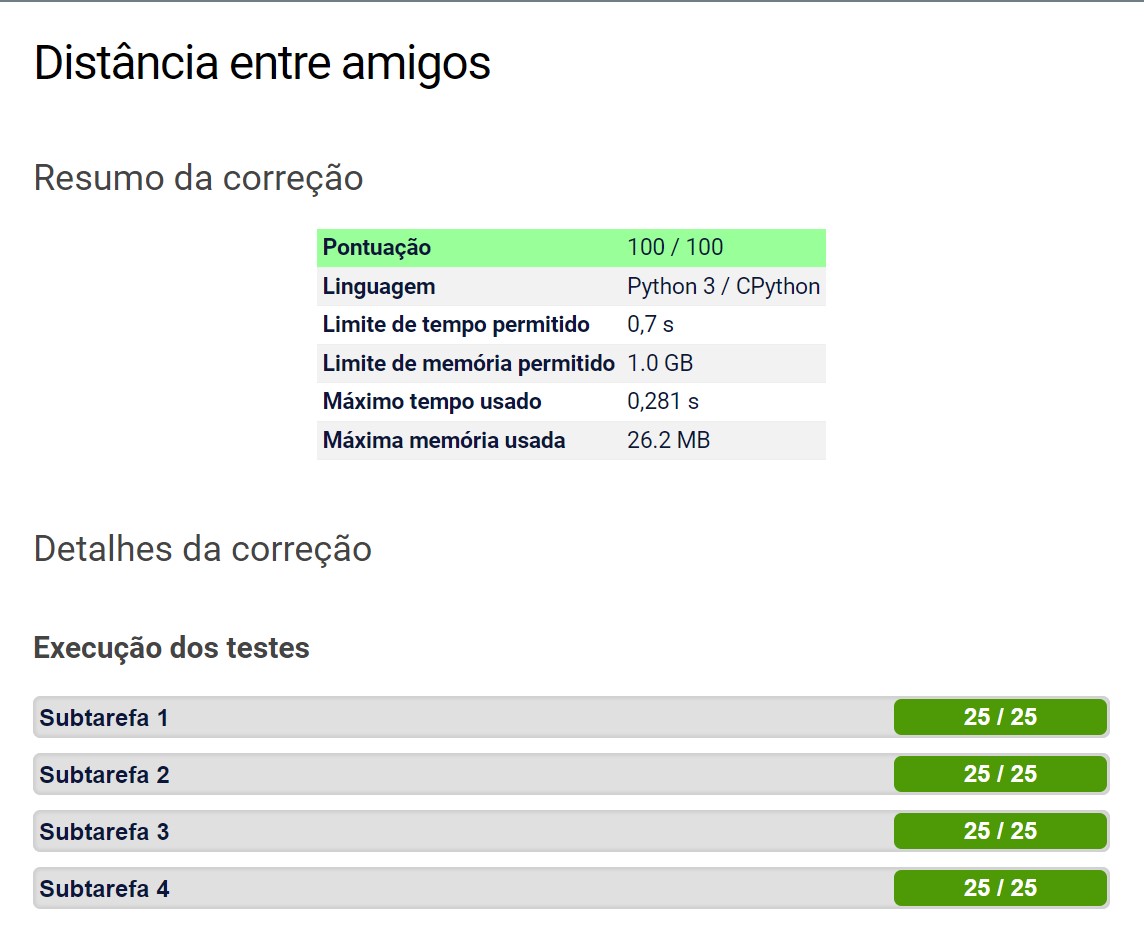 Distância entre amigos
Resumo da correção
Pontuação 100 / 100
Linguagem Python 3 / CPython
Limite de tempo permitido 0,7 s
Limite de memória permitido 1.0 GB
Máximo tempo usado 0,281 s
Máxima memória usada 26.2 MB
Detalhes da correção
Execução dos testes
Subtarefa 1 25 / 25
Subtarefa 2 25 / 25
Subtarefa 3 25 / 25
Subtarefa 4 25 / 25